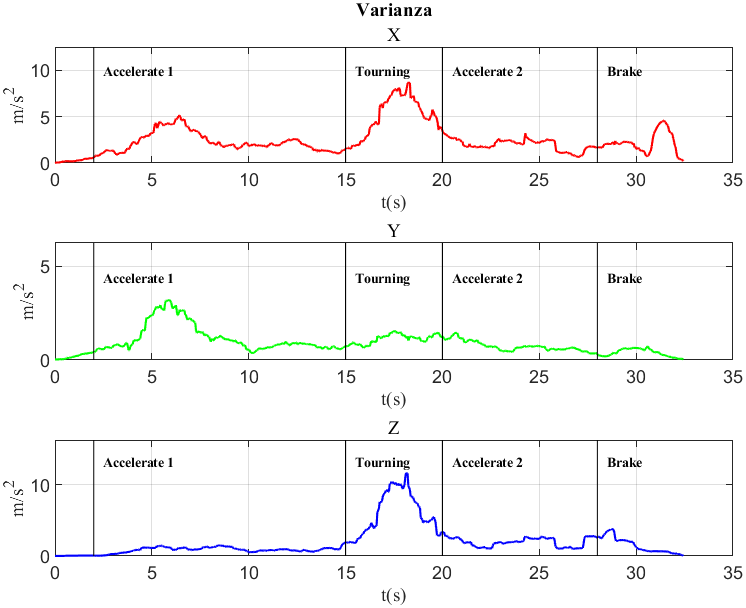 Varianza
X
10
5
0
m/s²
Accelerate 1 Tourning Accelerate 2 Brake
0 5 10 15 20 25 30 35
t(s)
Y
5
0
m/s²
Accelerate 1 Tourning Accelerate 2 Brake
0 5 10 15 20 25 30 35
t(s)
Z
10
0
m/s²
Accelerate 1 Tourning Accelerate 2 Brake
0 5 10 15 20 25 30 35
t(s)